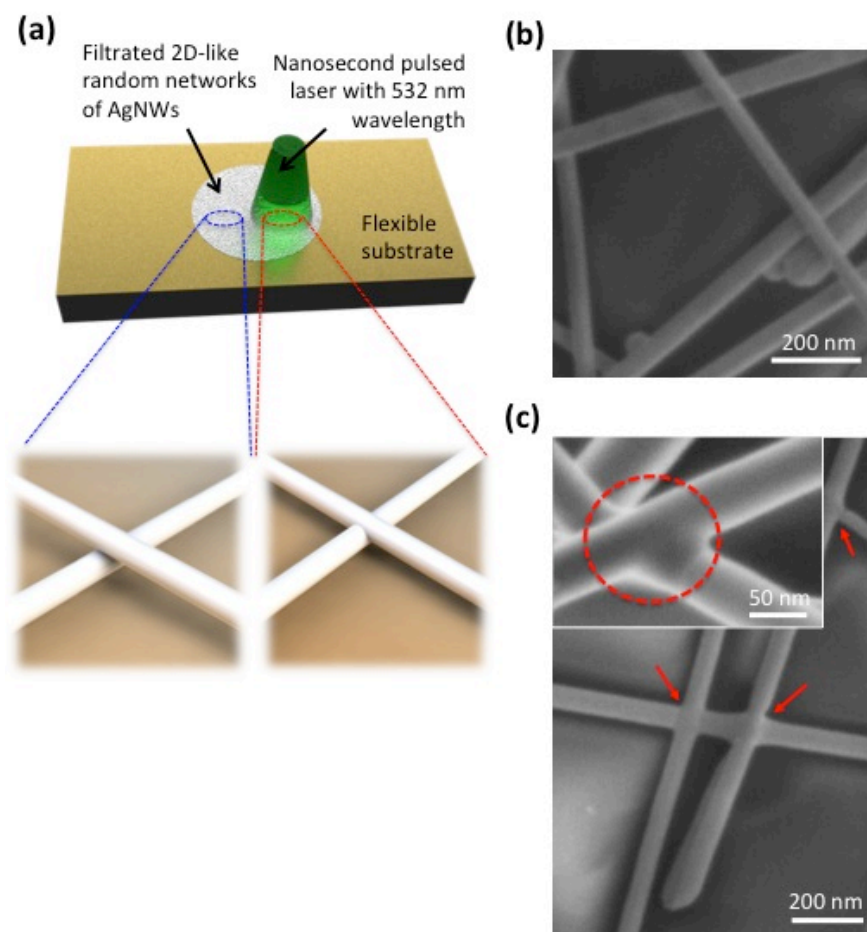 (a)
Filtrated 2D-like
random networks
of AgNWs
Nanosecond pulsed
laser with 532 nm
wavelength
Flexible
substrate
(b)
200 nm
(c)
50 nm
200 nm